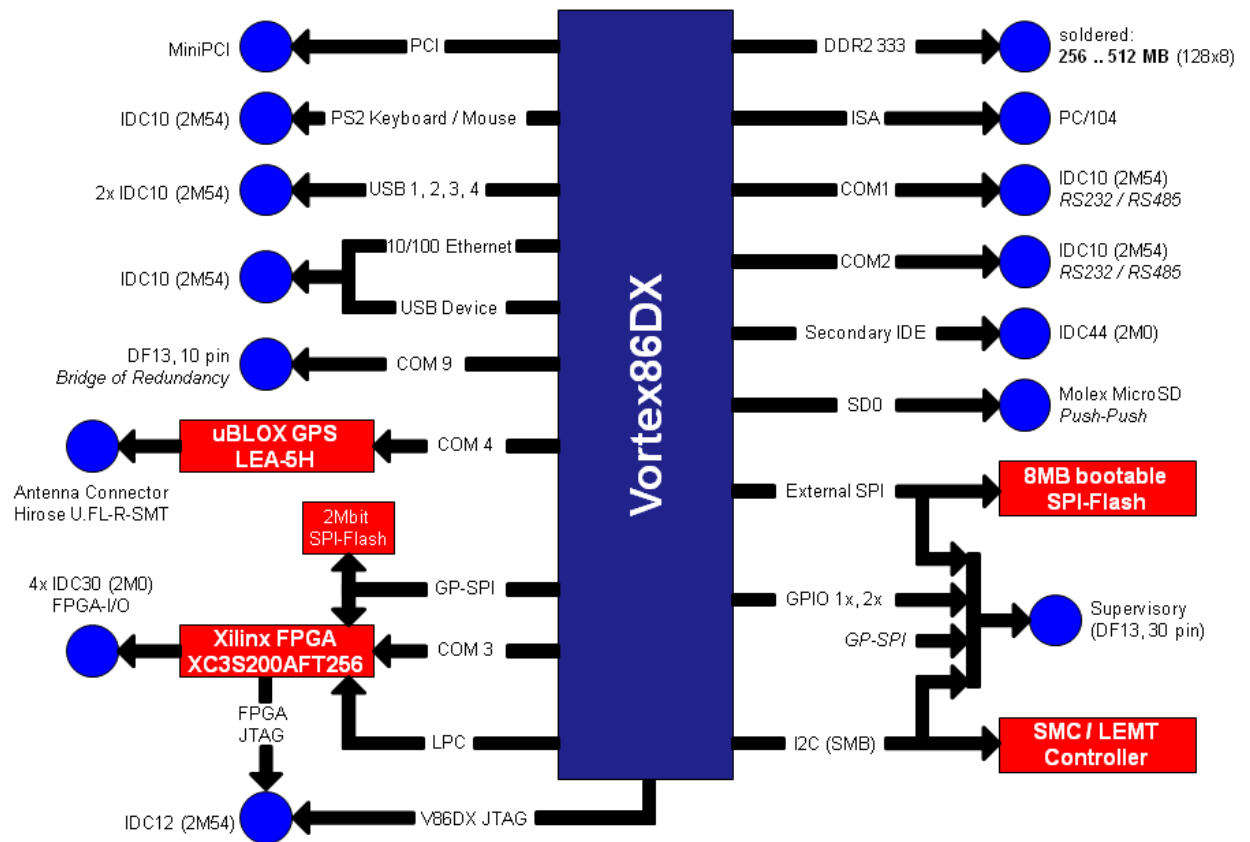 MiniPCI
PCI
IDC10 (2M54)
PS2 Keyboard / Mouse
2x IDC10 (2M54)
USB 1, 2, 3, 4
10/100 Ethernet
IDC10 (2M54)
USB Device
DF13, 10 pin
Bridge of Redundancy
COM 9
uBLOX GPS
LEA-5H
COM 4
Antenna Connector
Hirose U.FL-R-SMT
2Mbit
SPI-Flash
4x IDC30 (2M0)
FPGA-I/O
GP-SPI
Xilinx FPGA
XC3S200AFT256
COM 3
FPGA
JTAG
LPC
IDC12 (2M54)
V86DX JTAG
Vortex86DX
DDR2 333
soldered:
256 .. 512 MB (128x8)
ISA
PC/104
COM1
IDC10 (2M54)
RS232 / RS485
COM2
IDC10 (2M54)
RS232 / RS485
Secondary IDE
IDC44 (2M0)
SD0
Molex MicroSD
Push-Push
External SPI
8MB bootable
SPI-Flash
GPIO 1x, 2x
GP-SPI
Supervisory
(DF13, 30 pin)
I2C (SMB)
SMC / LEMT
Controller